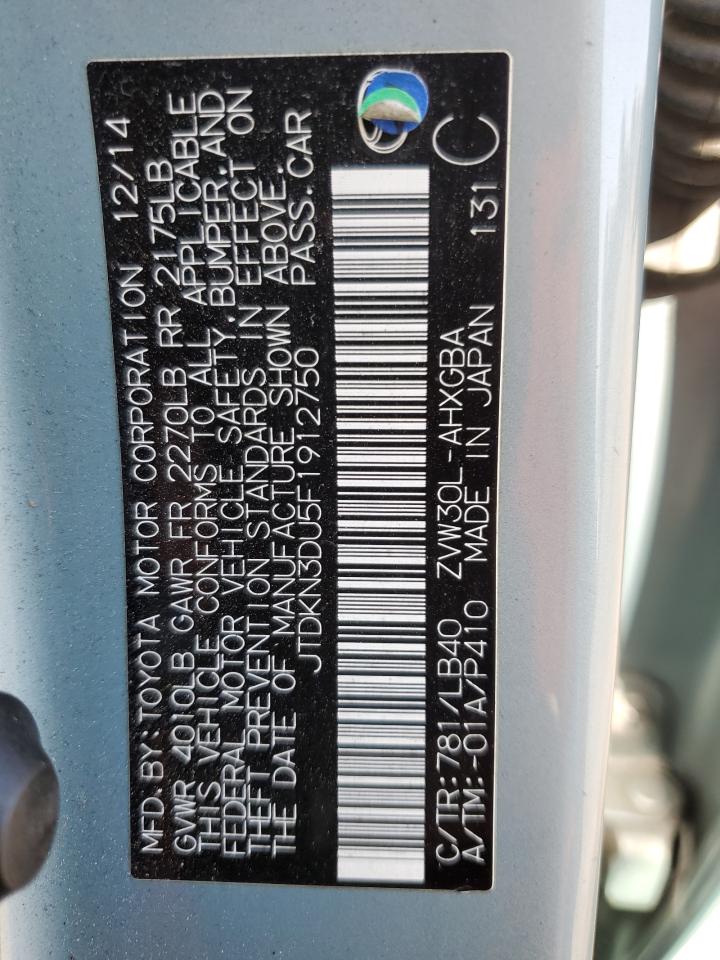 MFD.BY:TOYOTA MOTOR CORPORATION 12/14
GVWR 4010LB GAWR FR 2270LB RR 2175LB
THIS VEHICLE CONFORMS TO ALL APPLICABLE
FEDERAL MOTOR VEHICLE SAFETY,BUMPER,AND
THEFT PREVENTION STANDARDS IN EFFECT ON
THE DATE OF MANUFACTURE SHOWN ABOVE.
JTDKN3DU5F1912750 PASS.CAR
C/TR:781/LB40 ZVW30L-AHXGBA
A/TM:-01A/P410 MADE IN JAPAN 131 C